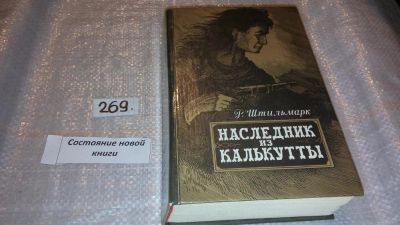 269.
Состояние новой
книги
Р. Штильмарк
НАСЛЕДНИК
ИЗ
КАЛЬКУТТЫ